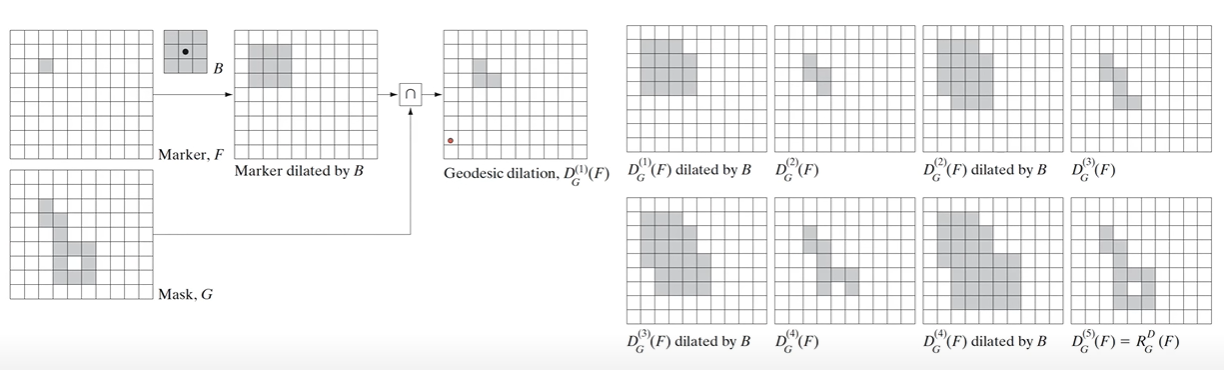 B
∩
Marker, F
Marker dilated by B
Geodesic dilation, D_G^(1)(F)
Mask, G
D_G^(1)(F) dilated by B
D_G^(2)(F)
D_G^(2)(F) dilated by B
D_G^(3)(F)
D_G^(3)(F) dilated by B
D_G^(4)(F)
D_G^(4)(F) dilated by B
D_G^(5)(F) = R_G^D (F)